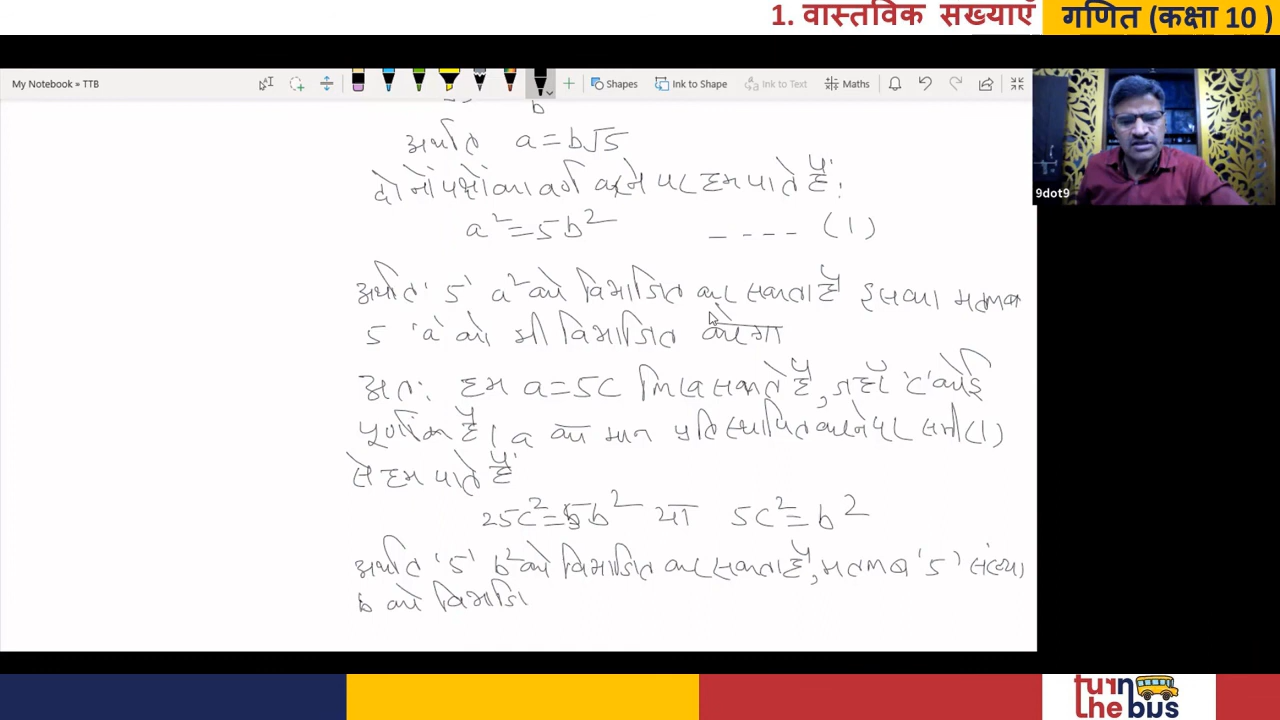 1. वास्तविक सख्याएँ
गणित (कक्षा 10 )
My Notebook » TTB
Shapes
Ink to Shape
Ink to Text
Maths
9dot9
b
अर्थात a = b√5
दोनों पक्षों का वर्ग करने पर हम पाते हैं:
a² = 5b² ---- (1)
अर्थात '5' a² को विभाजित कर सकता है इसका मतलब
5 'a' को भी विभाजित करेगा
अत: हम a = 5c लिख सकते हैं, जहाँ 'c' कोई
पूर्णांक है। a का मान प्रतिस्थापित करने पर समी (1)
से हम पाते हैं
25c² = 5b² या 5c² = b²
अर्थात '5' b² को विभाजित कर सकता है, मतलब '5' संख्या
b को विभाजि
turn
the bus